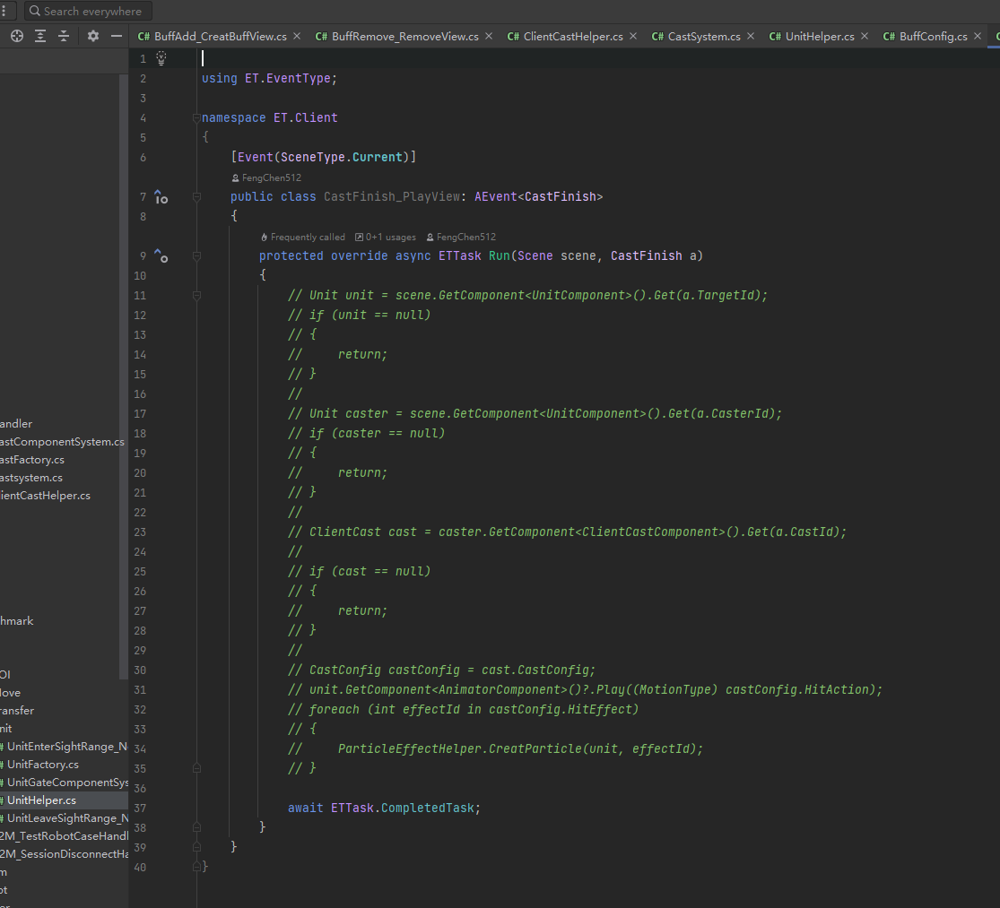 Search everywhere
C# BuffAdd_CreatBuffView.cs × C# BuffRemove_RemoveView.cs × C# ClientCastHelper.cs × C# CastSystem.cs × C# UnitHelper.cs × C# BuffConfig.cs ×
andler
astComponentSystem.cs
astFactory.cs
astsystem.cs
lientCastHelper.cs
hmark
OI
Move
ransfer
nit
# UnitEnterSightRange_N
# UnitFactory.cs
# UnitGateComponentSys
# UnitHelper.cs
# UnitLeaveSightRange_N
2M_TestRobotCaseHandl
2M_SessionDisconnectHa
m
ot
1
2 using ET.EventType;
3
4 namespace ET.Client
5 {
6 [Event(SceneType.Current)]
FengChen512
7 public class CastFinish_PlayView: AEvent<CastFinish>
8 {
Frequently called 0+1 usages FengChen512
9 protected override async ETTask Run(Scene scene, CastFinish a)
10 {
11 // Unit unit = scene.GetComponent<UnitComponent>().Get(a.TargetId);
12 // if (unit == null)
13 // {
14 //     return;
15 // }
16 //
17 // Unit caster = scene.GetComponent<UnitComponent>().Get(a.CasterId);
18 // if (caster == null)
19 // {
20 //     return;
21 // }
22 //
23 // ClientCast cast = caster.GetComponent<ClientCastComponent>().Get(a.CastId);
24 //
25 // if (cast == null)
26 // {
27 //     return;
28 // }
29 //
30 // CastConfig castConfig = cast.CastConfig;
31 // unit.GetComponent<AnimatorComponent>()?.Play((MotionType) castConfig.HitAction);
32 // foreach (int effectId in castConfig.HitEffect)
33 // {
34 //     ParticleEffectHelper.CreatParticle(unit, effectId);
35 // }
36
37 await ETTask.CompletedTask;
38 }
39 }
40 }